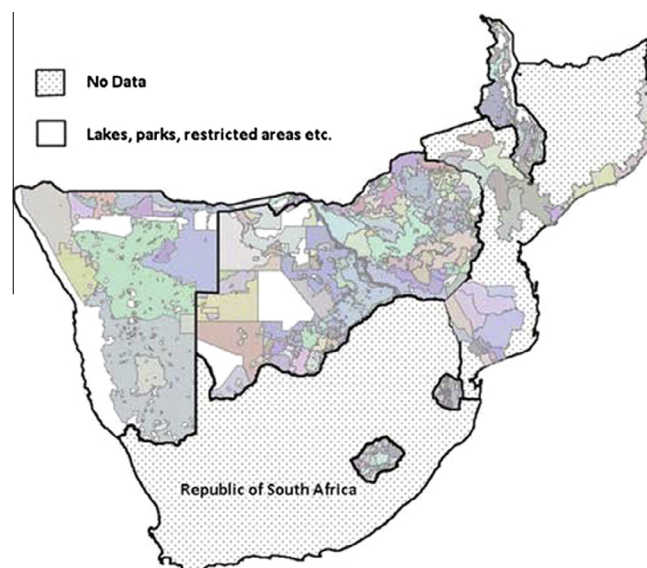 No Data
Lakes, parks, restricted areas etc.
Republic of South Africa